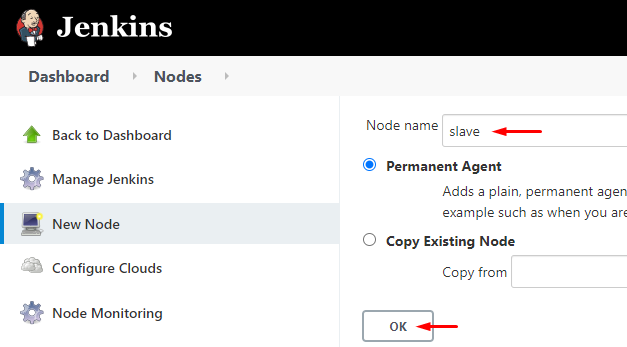 Jenkins
Dashboard Nodes
Back to Dashboard
Manage Jenkins
New Node
Configure Clouds
Node Monitoring
Node name slave
Permanent Agent
Adds a plain, permanent agen
example such as when you are
Copy Existing Node
Copy from
OK